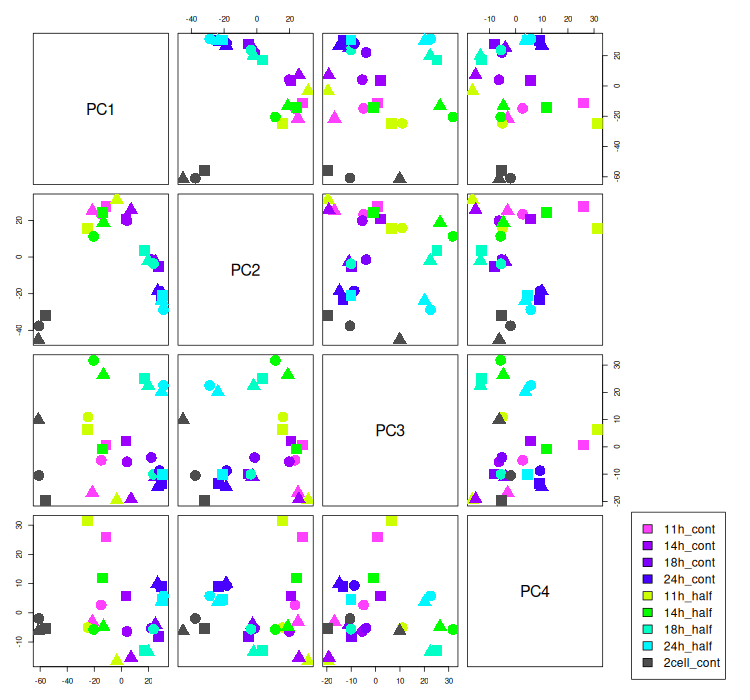 -40 -20 0 20
-10 0 10 20 30
PC1
-60 -40 -20 0 20
-40 -20 0 20
PC2
PC3
-20 -10 0 10 20 30
-10 0 10 20 30
PC4
-60 -40 -20 0 20
-20 -10 0 10 20 30
11h_cont
14h_cont
18h_cont
24h_cont
11h_half
14h_half
18h_half
24h_half
2cell_cont